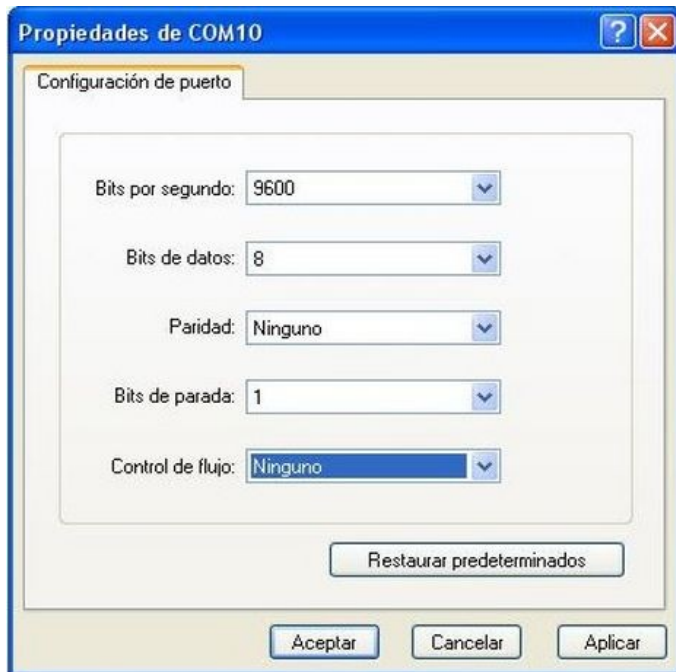 Propiedades de COM10
Configuración de puerto
Bits por segundo: 9600
Bits de datos: 8
Paridad: Ninguno
Bits de parada: 1
Control de flujo: Ninguno
Restaurar predeterminados
Aceptar Cancelar Aplicar